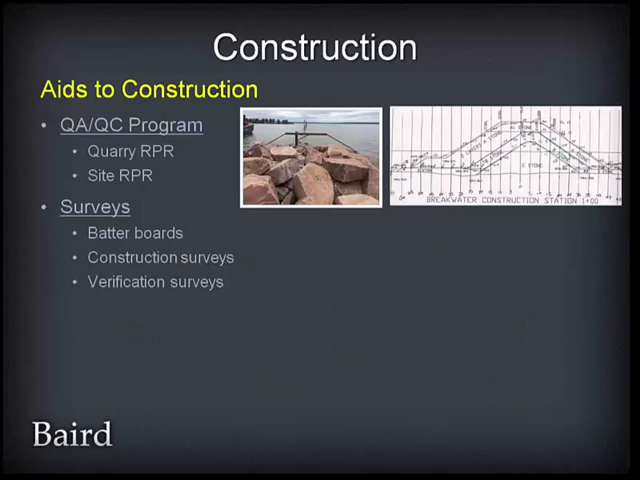 Construction
Aids to Construction
• QA/QC Program
• Quarry RPR
• Site RPR
• Surveys
• Batter boards
• Construction surveys
• Verification surveys
BREAKWATER CONSTRUCTION STATION 1+00
Baird